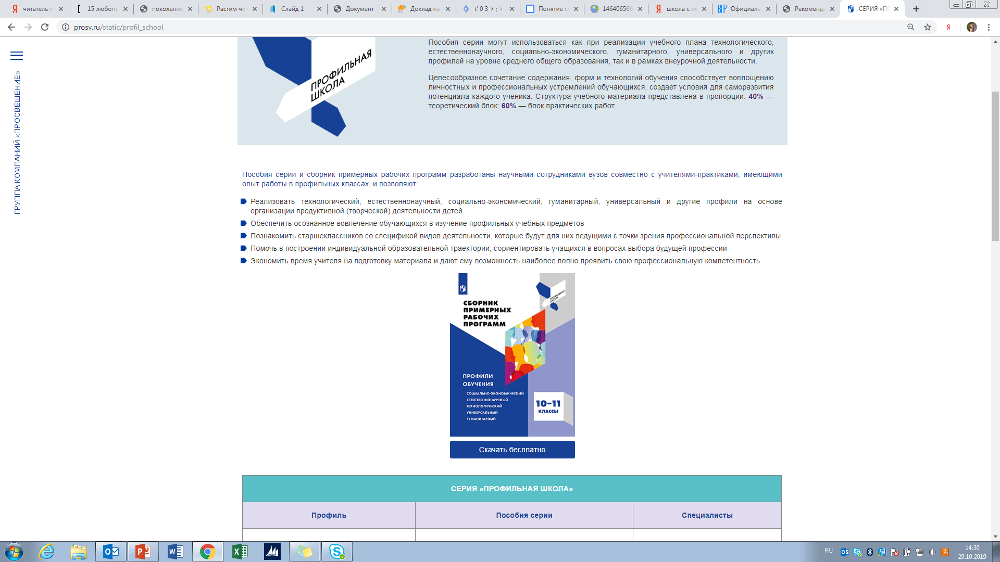 читатель п
15 любопы
поколение
Растим чит
Слайд 1
Документ
Доклад на
t' 0 3 > ; >
Понятие с
146406566
школа с не
Официаль
Рекоменда
СЕРИЯ «ПР
prosv.ru/static/profil_school
ГРУППА КОМПАНИЙ «ПРОСВЕЩЕНИЕ»
ПРОФИЛЬНАЯ
ШКОЛА
Пособия серии могут использоваться как при реализации учебного плана технологического,
естественнонаучного, социально-экономического, гуманитарного, универсального и других
профилей на уровне среднего общего образования, так и в рамках внеурочной деятельности.
Целесообразное сочетание содержания, форм и технологий обучения способствует воплощению
личностных и профессиональных устремлений обучающихся, создает условия для саморазвития
потенциала каждого ученика. Структура учебного материала представлена в пропорции: 40% —
теоретический блок; 60% — блок практических работ.
Пособия серии и сборник примерных рабочих программ разработаны научными сотрудниками вузов совместно с учителями-практиками, имеющими
опыт работы в профильных классах, и позволяют:
Реализовать технологический, естественнонаучный, социально-экономический, гуманитарный, универсальный и другие профили на основе
организации продуктивной (творческой) деятельности детей
Обеспечить осознанное вовлечение обучающихся в изучение профильных учебных предметов
Познакомить старшеклассников со спецификой видов деятельности, которые будут для них ведущими с точки зрения профессиональной перспективы
Помочь в построении индивидуальной образовательной траектории, сориентировать учащихся в вопросах выбора будущей профессии
Экономить время учителя на подготовку материала и дают ему возможность наиболее полно проявить свою профессиональную компетентность
ПРОФИЛЬНАЯ
ШКОЛА
СБОРНИК
ПРИМЕРНЫХ
РАБОЧИХ
ПРОГРАММ
ПРОФИЛИ
ОБУЧЕНИЯ
СОЦИАЛЬНО-ЭКОНОМИЧЕСКИЙ
ЕСТЕСТВЕННОНАУЧНЫЙ
ТЕХНОЛОГИЧЕСКИЙ
УНИВЕРСАЛЬНЫЙ
ГУМАНИТАРНЫЙ
10–11
КЛАССЫ
Скачать бесплатно
СЕРИЯ «ПРОФИЛЬНАЯ ШКОЛА»
Профиль
Пособия серии
Специалисты
RU
14:30
29.10.2019